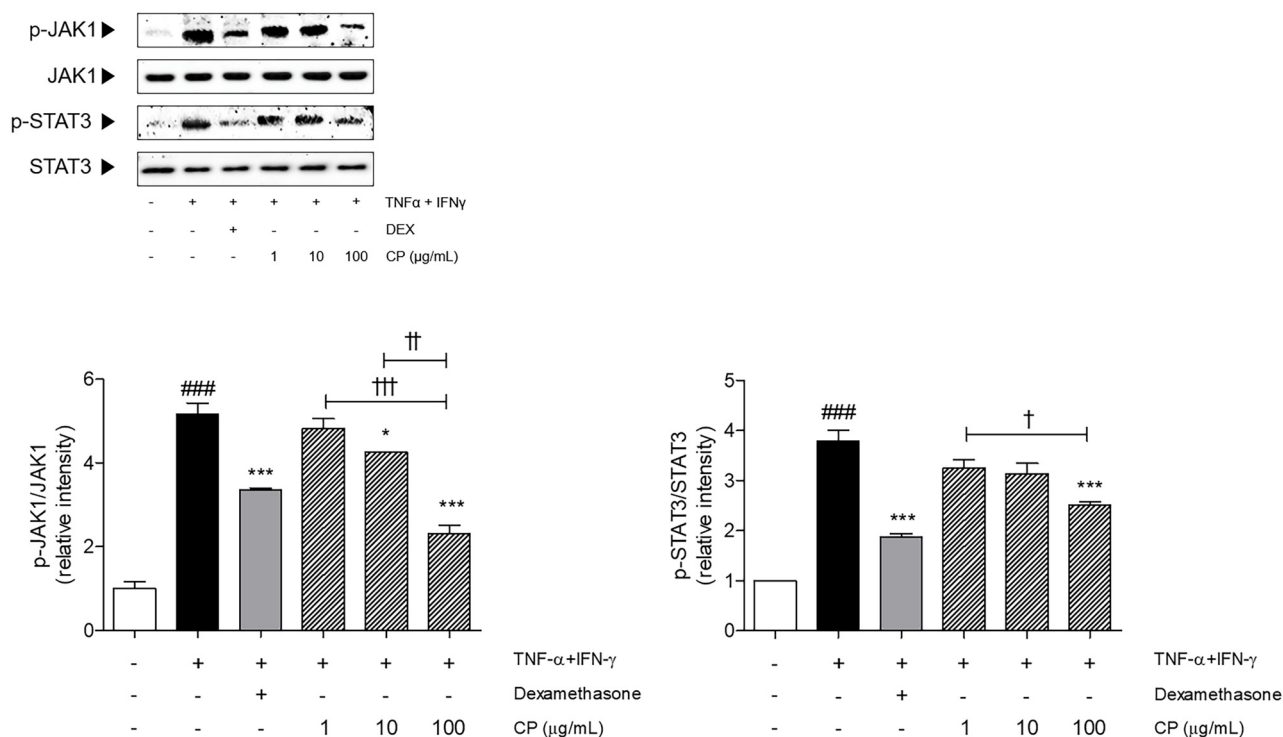 p-JAK1
JAK1
p-STAT3
STAT3
- + + + + + TNFα + IFNγ
- - + - - - DEX
- - - 1 10 100 CP (µg/mL)
††
†††
###
***
*
***
6
4
2
0
p-JAK1/JAK1
(relative intensity)
- + + + + + TNF-α+IFN-γ
- - + - - - Dexamethasone
- - - 1 10 100 CP (µg/mL)
†
###
***
***
5
4
3
2
1
0
p-STAT3/STAT3
(relative intensity)
- + + + + + TNF-α+IFN-γ
- - + - - - Dexamethasone
- - - 1 10 100 CP (µg/mL)